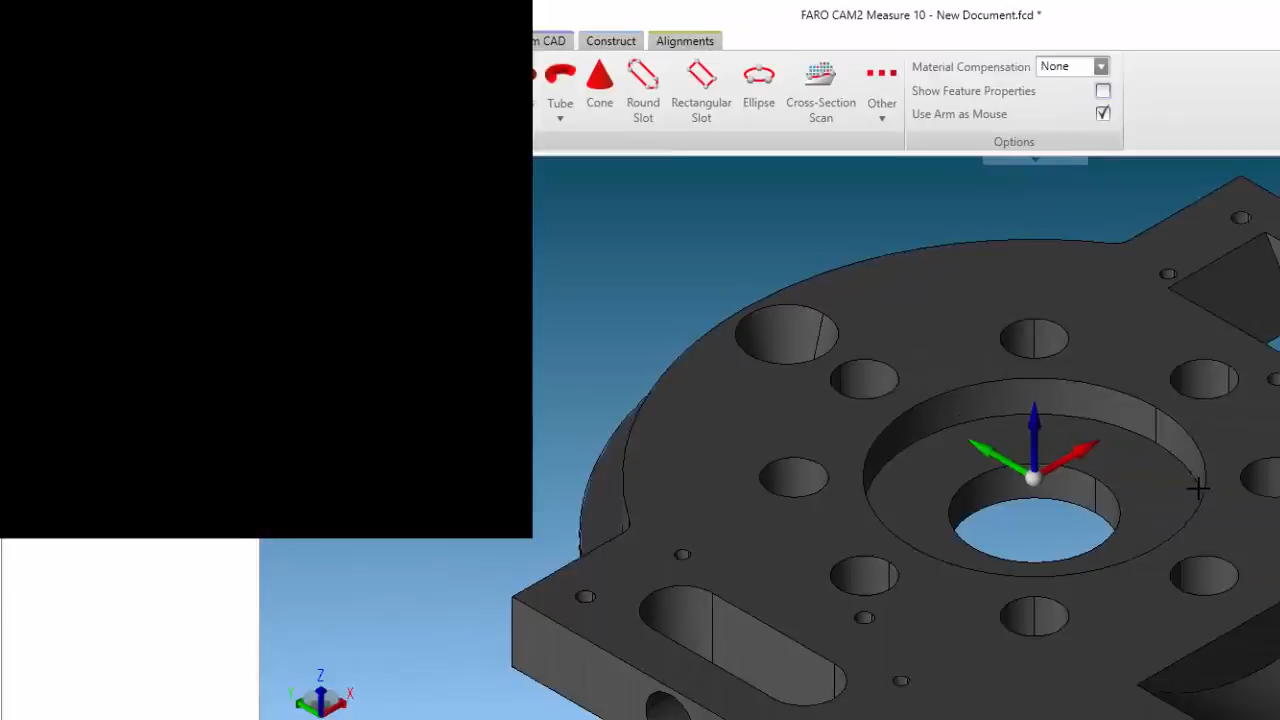 FARO CAM2 Measure 10 - New Document.fcd *
m CAD
Construct
Alignments
Tube
Cone
Round
Slot
Rectangular
Slot
Ellipse
Cross-Section
Scan
Other
Material Compensation None
Show Feature Properties
Use Arm as Mouse
Options
Z
Y
X